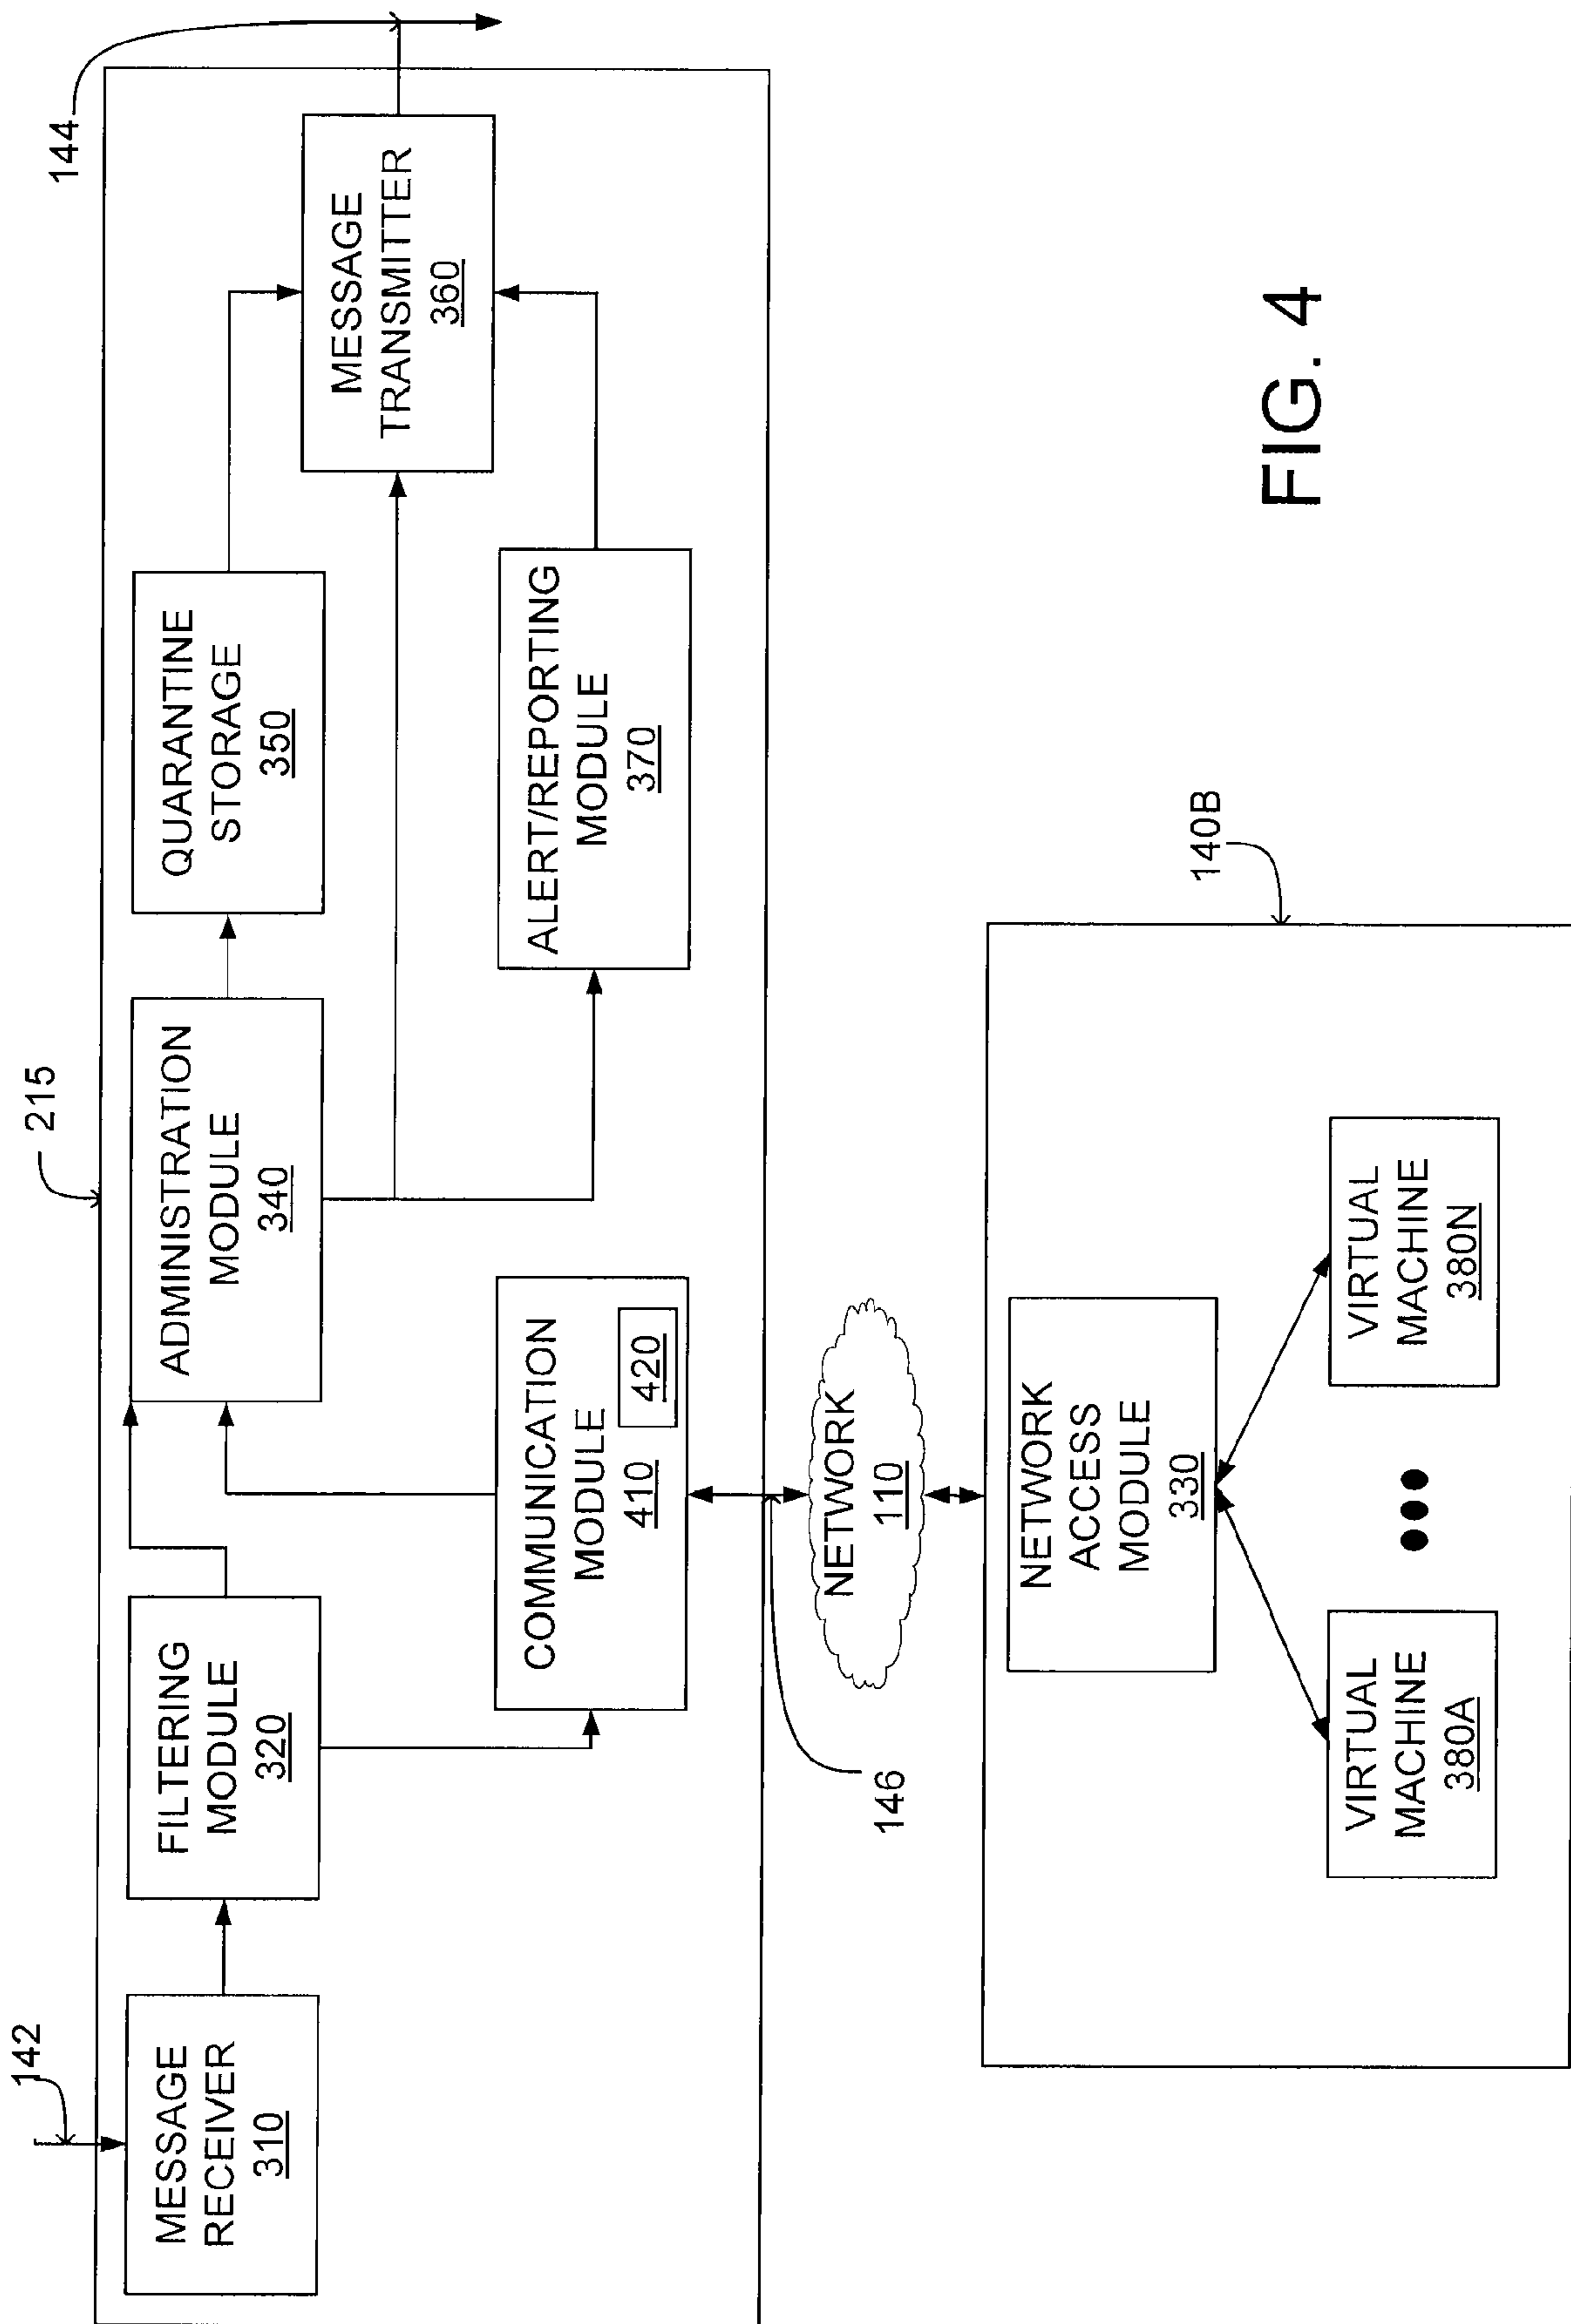 142
215
144
MESSAGE
RECEIVER
310
FILTERING
MODULE
320
ADMINISTRATION
MODULE
340
QUARANTINE
STORAGE
350
MESSAGE
TRANSMITTER
360
COMMUNICATION
MODULE
410
420
ALERT/REPORTING
MODULE
370
146
NETWORK
110
140B
NETWORK
ACCESS
MODULE
330
VIRTUAL
MACHINE
380A
VIRTUAL
MACHINE
380N
FIG. 4